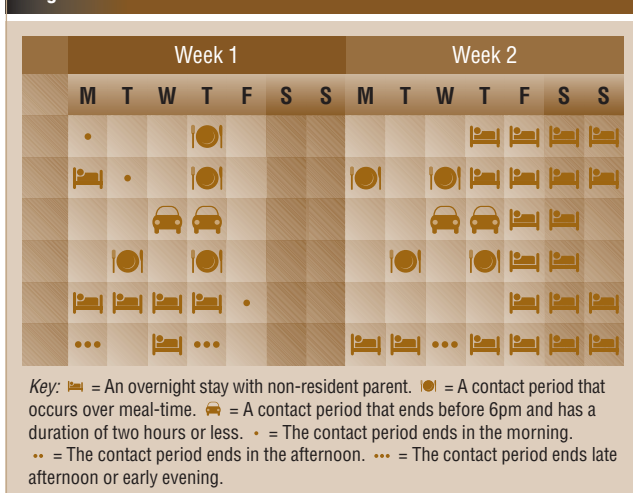 Week 1 Week 2
M T W T F S S M T W T F S S
Key: = An overnight stay with non-resident parent. = A contact period that
occurs over meal-time. = A contact period that ends before 6pm and has a
duration of two hours or less. • = The contact period ends in the morning.
•• = The contact period ends in the afternoon. ••• = The contact period ends late
afternoon or early evening.